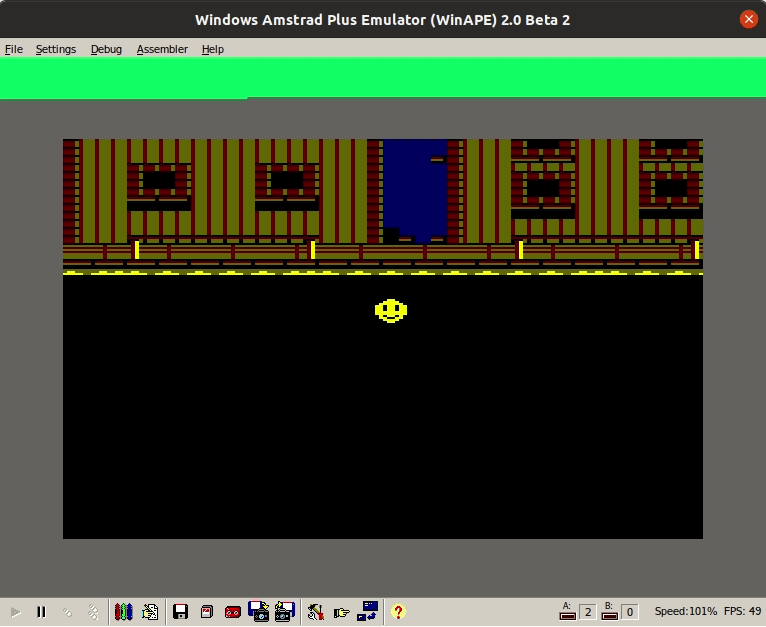 Windows Amstrad Plus Emulator (WinAPE) 2.0 Beta 2
File Settings Debug Assembler Help
A: 2 B: 0 Speed:101% FPS: 49